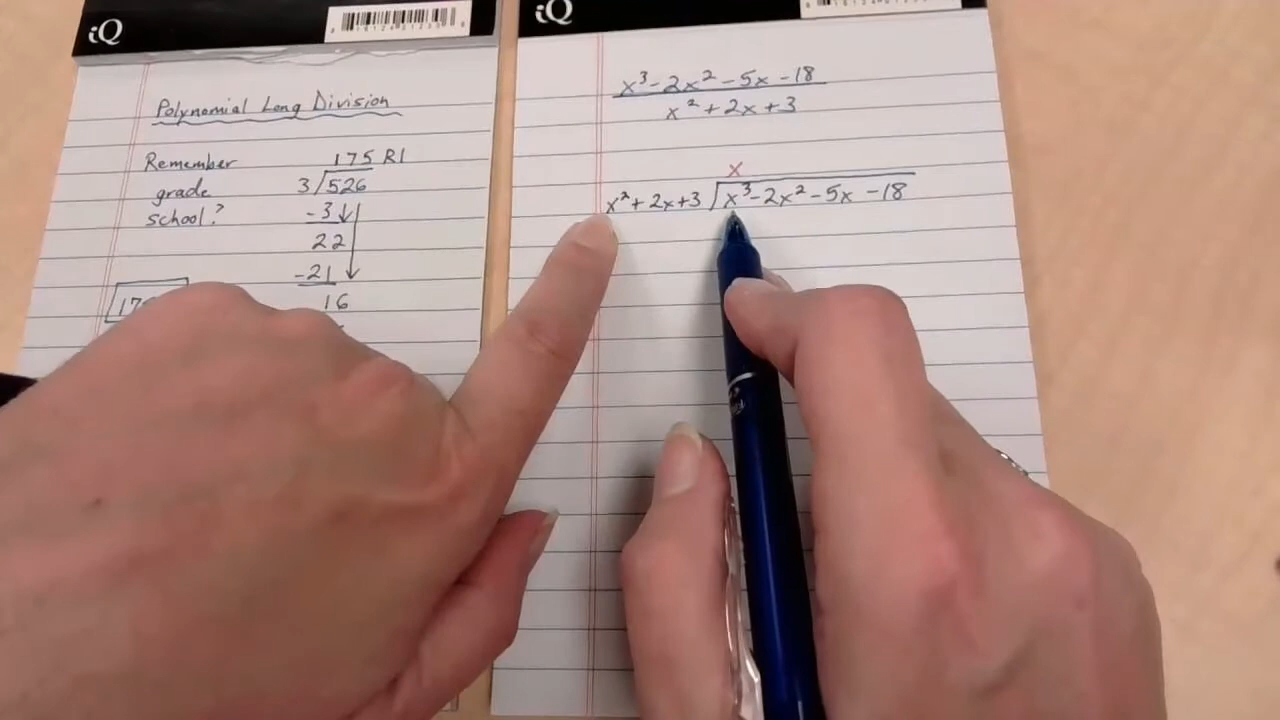 iQ
Polynomial Long Division
Remember
grade
school?
175 R1
3/526
-3
22
-21
16
iQ
x³-2x²-5x-18
x²+2x+3
x
x²+2x+3 x³-2x²-5x-18